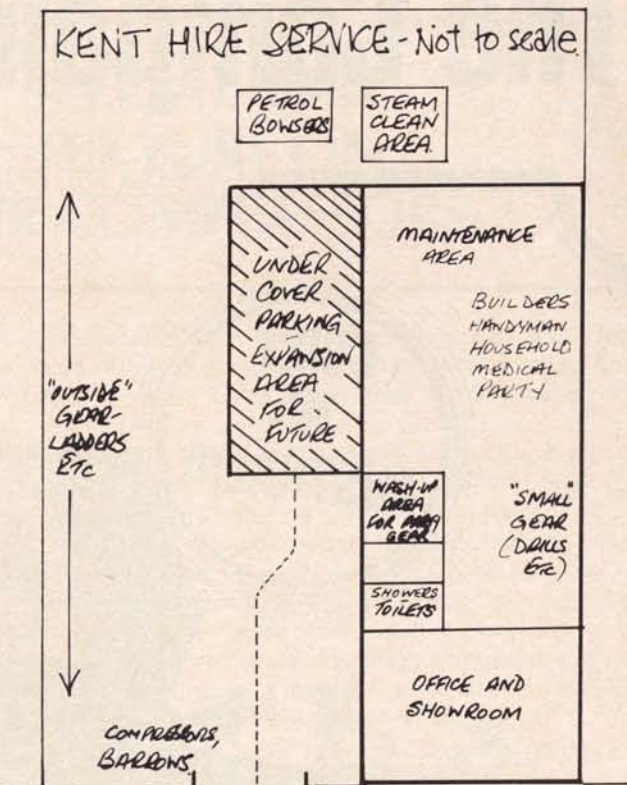 KENT HIRE SERVICE - Not to scale.
PETROL
BOWSERS
STEAM
CLEAN
AREA.
MAINTENANCE
AREA
UNDER
COVER
PARKING
EXPANSION
AREA
FOR
FUTURE
BUILDERS
HANDYMAN
HOUSEHOLD
MEDICAL
PARTY
"OUTSIDE"
GEAR-
LADDERS
ETC
WASH-UP
AREA
FOR PARTY
GEAR
"SMALL"
GEAR
(DRILLS
ETC)
SHOWERS
TOILETS
OFFICE AND
SHOWROOM
COMPRESSORS,
BARROWS.